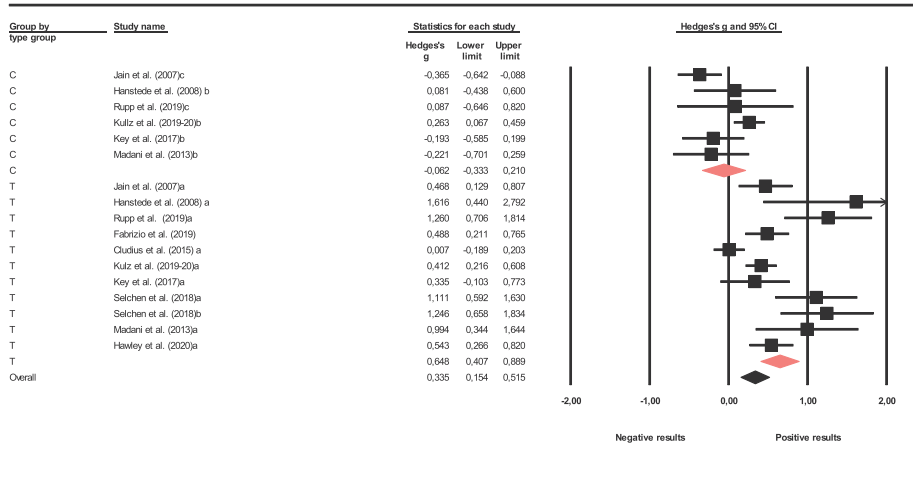 Group by Study name Statistics for each study Hedges's g and 95% CI
type group
Hedges's Lower Upper
g limit limit
C Jain et al. (2007)c -0,365 -0,642 -0,088
C Hanstede et al. (2008) b 0,081 -0,438 0,600
C Rupp et al. (2019)c 0,087 -0,646 0,820
C Kullz et al. (2019-20)b 0,263 0,067 0,459
C Key et al. (2017)b -0,193 -0,585 0,199
C Madani et al. (2013)b -0,221 -0,701 0,259
C -0,062 -0,333 0,210
T Jain et al. (2007)a 0,468 0,129 0,807
T Hanstede et al. (2008) a 1,616 0,440 2,792
T Rupp et al. (2019)a 1,260 0,706 1,814
T Fabrizio et al. (2019) 0,488 0,211 0,765
T Cludius et al. (2015) a 0,007 -0,189 0,203
T Kulz et al. (2019-20)a 0,412 0,216 0,608
T Key et al. (2017)a 0,335 -0,103 0,773
T Selchen et al. (2018)a 1,111 0,592 1,630
T Selchen et al. (2018)b 1,246 0,658 1,834
T Madani et al. (2013)a 0,994 0,344 1,644
T Hawley et al. (2020)a 0,543 0,266 0,820
T 0,648 0,407 0,889
Overall 0,335 0,154 0,515
-2,00 -1,00 0,00 1,00 2,00
Negative results Positive results